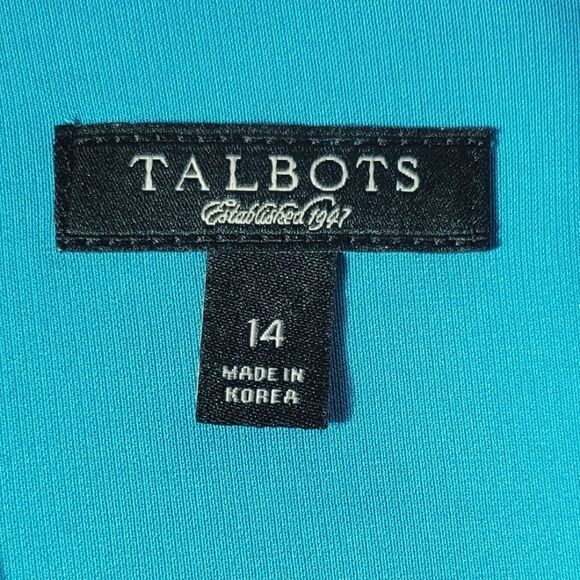 TALBOTS
Established 1947
14
MADE IN
KOREA